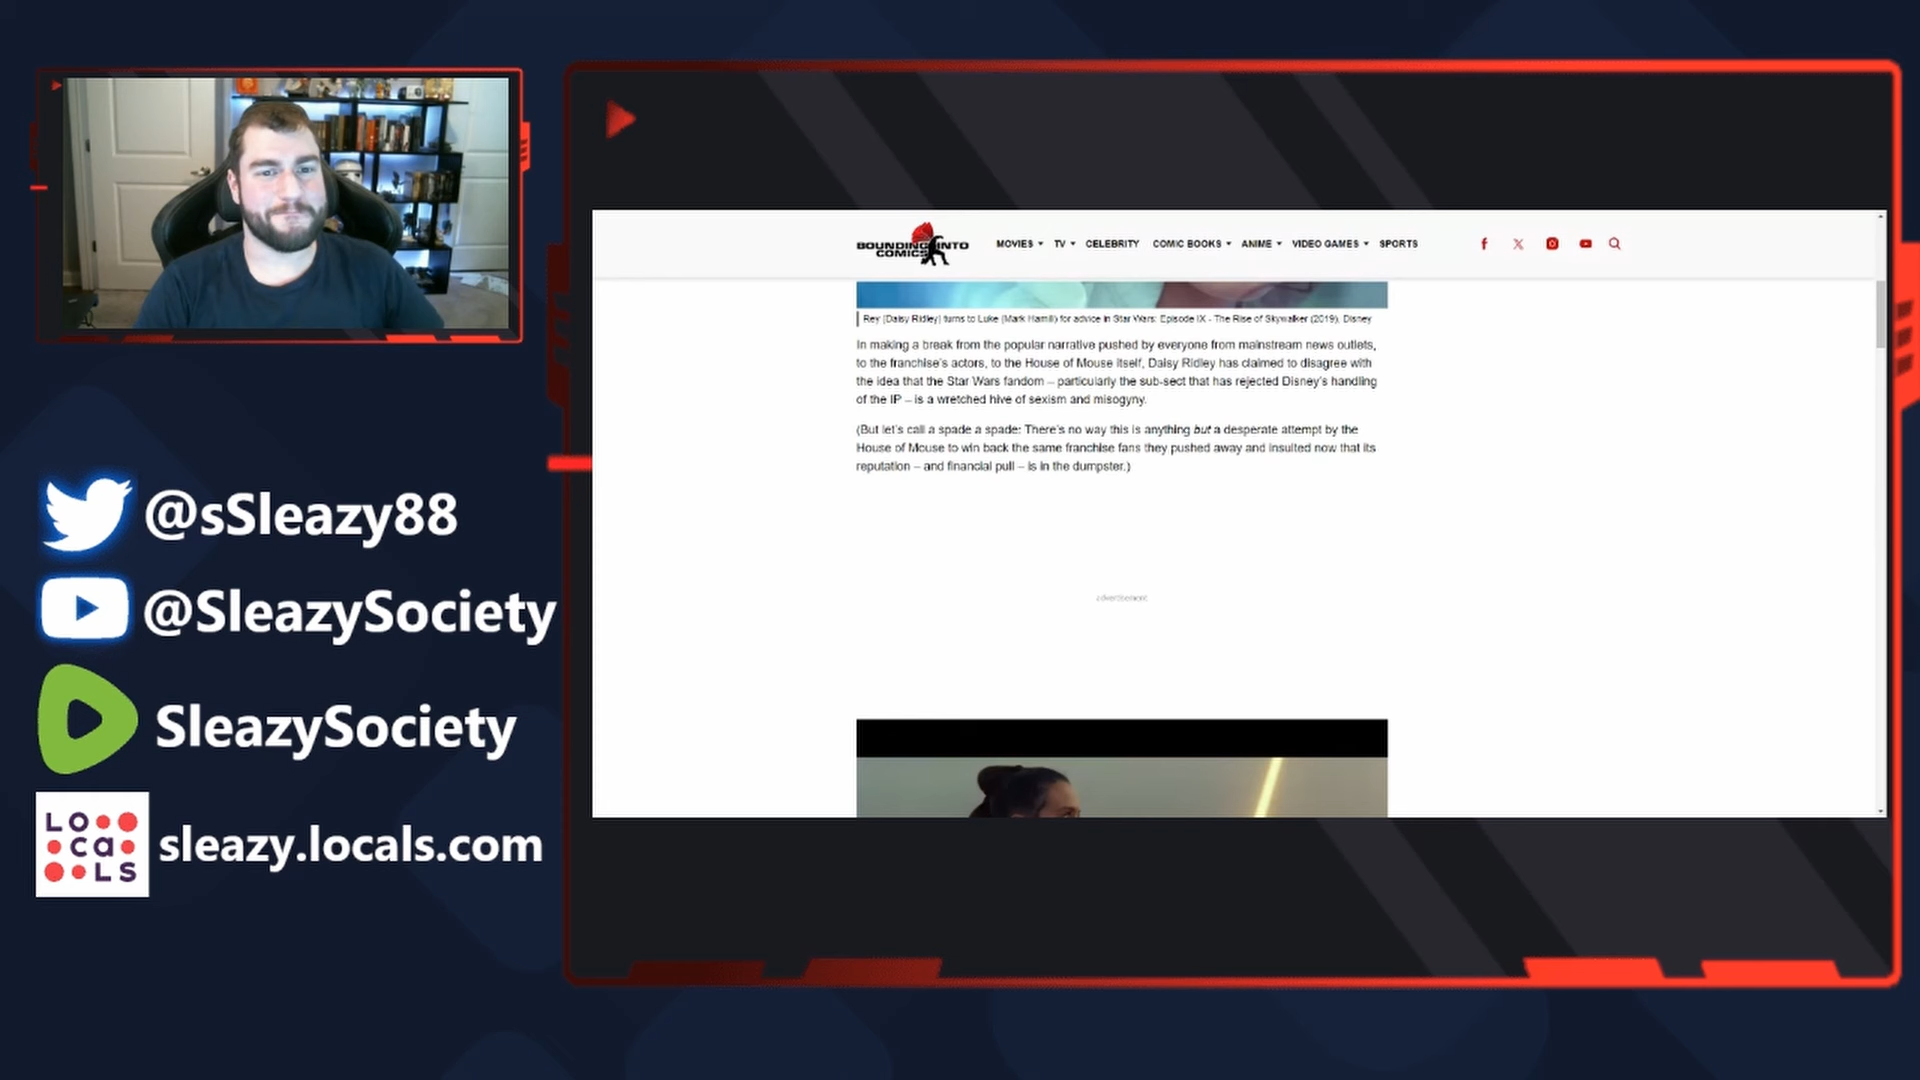 @sSleazy88
@SleazySociety
SleazySociety
LOcaLS
sleazy.locals.com
BOUNDING INTO
COMICS
MOVIES TV CELEBRITY COMIC BOOKS ANIME VIDEO GAMES SPORTS
Rey (Daisy Ridley) turns to Luke (Mark Hamill) for advice in Star Wars: Episode IX - The Rise of Skywalker (2019), Disney
In making a break from the popular narrative pushed by everyone from mainstream news outlets,
to the franchise's actors, to the House of Mouse itself, Daisy Ridley has claimed to disagree with
the idea that the Star Wars fandom – particularly the sub-sect that has rejected Disney's handling
of the IP – is a wretched hive of sexism and misogyny.
(But let's call a spade a spade: There's no way this is anything but a desperate attempt by the
House of Mouse to win back the same franchise fans they pushed away and insulted now that its
reputation – and financial pull – is in the dumpster.)
advertisement